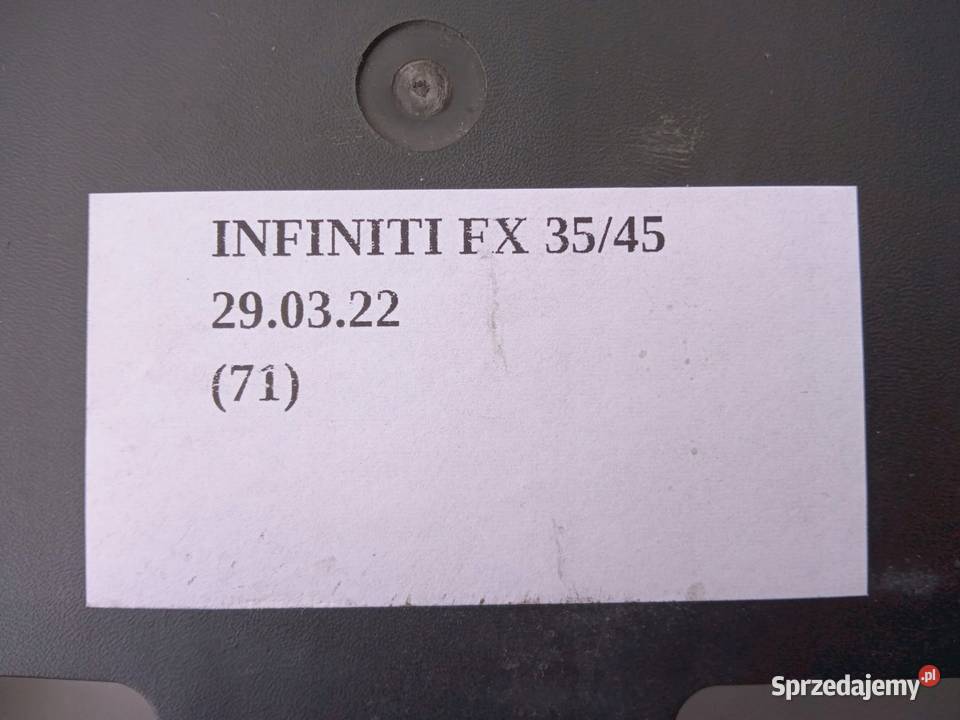 INFINITI FX 35/45
29.03.22
(71)
Sprzedajemy.pl